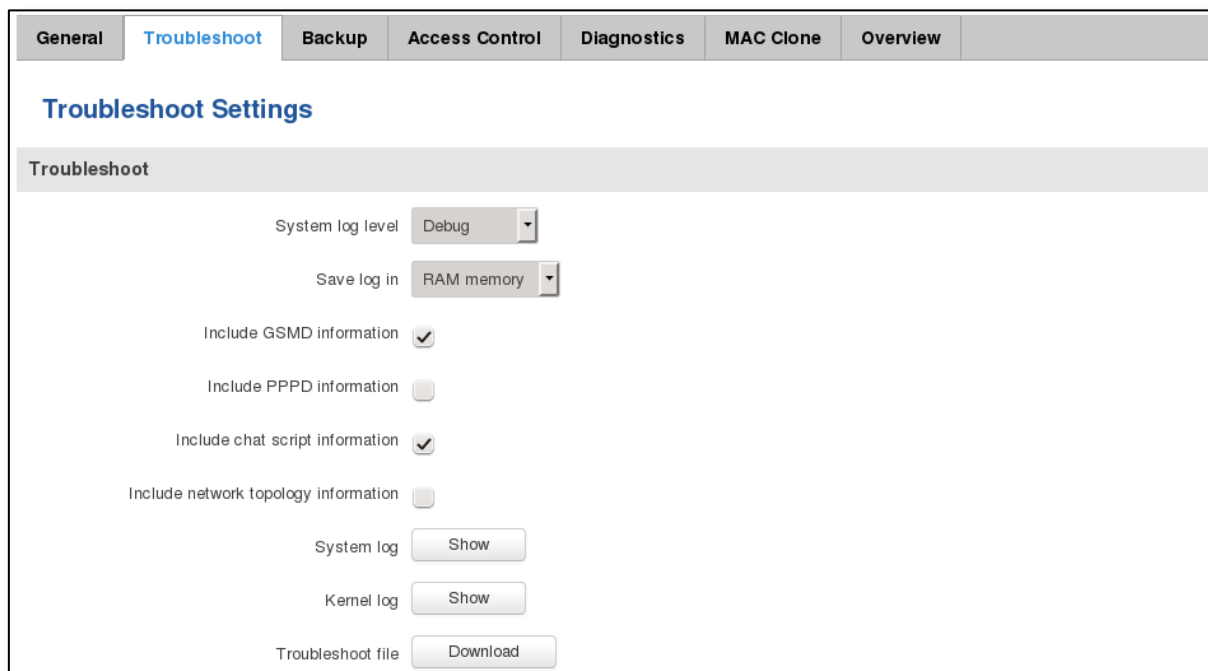 General Troubleshoot Backup Access Control Diagnostics MAC Clone Overview
Troubleshoot Settings
Troubleshoot
System log level Debug
Save log in RAM memory
Include GSMD information
Include PPPD information
Include chat script information
Include network topology information
System log Show
Kernel log Show
Troubleshoot file Download